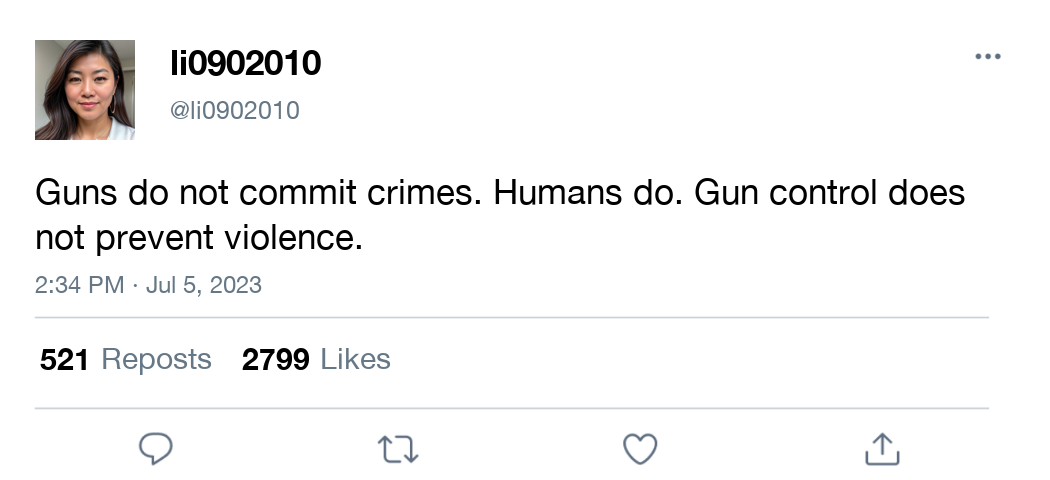 li0902010
@li0902010
Guns do not commit crimes. Humans do. Gun control does
not prevent violence.
2:34 PM · Jul 5, 2023
521 Reposts 2799 Likes